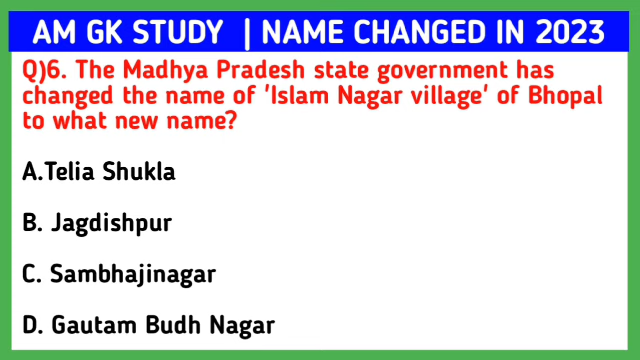 AM GK STUDY | NAME CHANGED IN 2023
Q)6. The Madhya Pradesh state government has
changed the name of 'Islam Nagar village' of Bhopal
to what new name?
A.Telia Shukla
B. Jagdishpur
C. Sambhajinagar
D. Gautam Budh Nagar